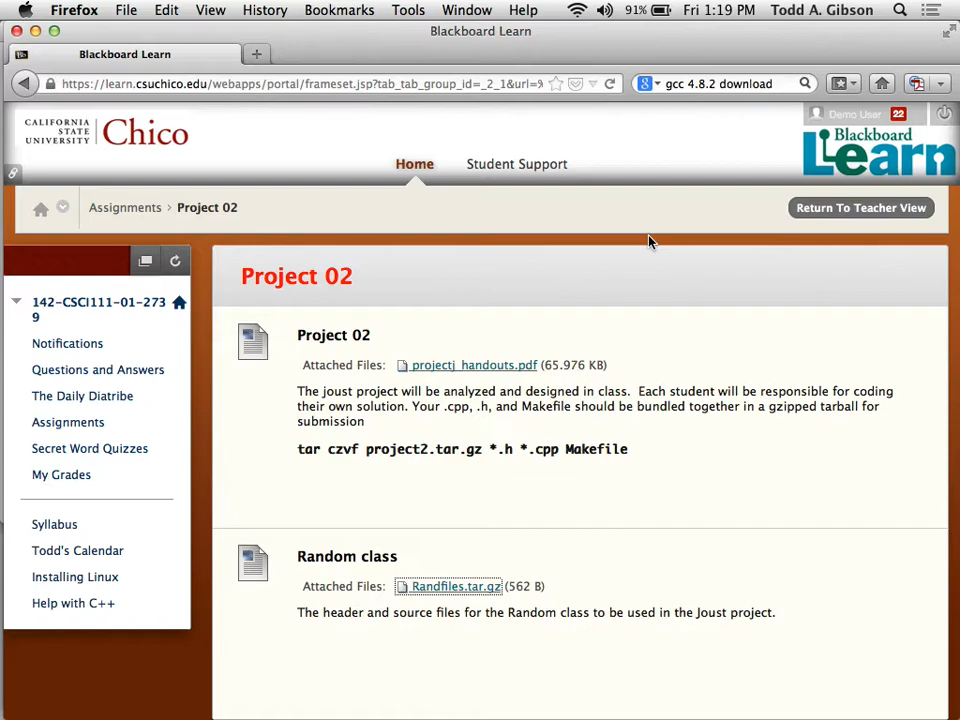 Firefox File Edit View History Bookmarks Tools Window Help 91% Fri 1:19 PM Todd A. Gibson
Blackboard Learn
Blackboard Learn
https://learn.csuchico.edu/webapps/portal/frameset.jsp?tab_tab_group_id=_2_1&url=%
gcc 4.8.2 download
CALIFORNIA
STATE
UNIVERSITY
Chico
Home
Student Support
Demo User 22
Blackboard
Learn
Assignments › Project 02
Return To Teacher View
142-CSCI111-01-273
9
Notifications
Questions and Answers
The Daily Diatribe
Assignments
Secret Word Quizzes
My Grades
Syllabus
Todd's Calendar
Installing Linux
Help with C++
Project 02
Project 02
Attached Files: projectj_handouts.pdf (65.976 KB)
The joust project will be analyzed and designed in class. Each student will be responsible for coding
their own solution. Your .cpp, .h, and Makefile should be bundled together in a gzipped tarball for
submission
tar czvf project2.tar.gz *.h *.cpp Makefile
Random class
Attached Files: Randfiles.tar.gz (562 B)
The header and source files for the Random class to be used in the Joust project.